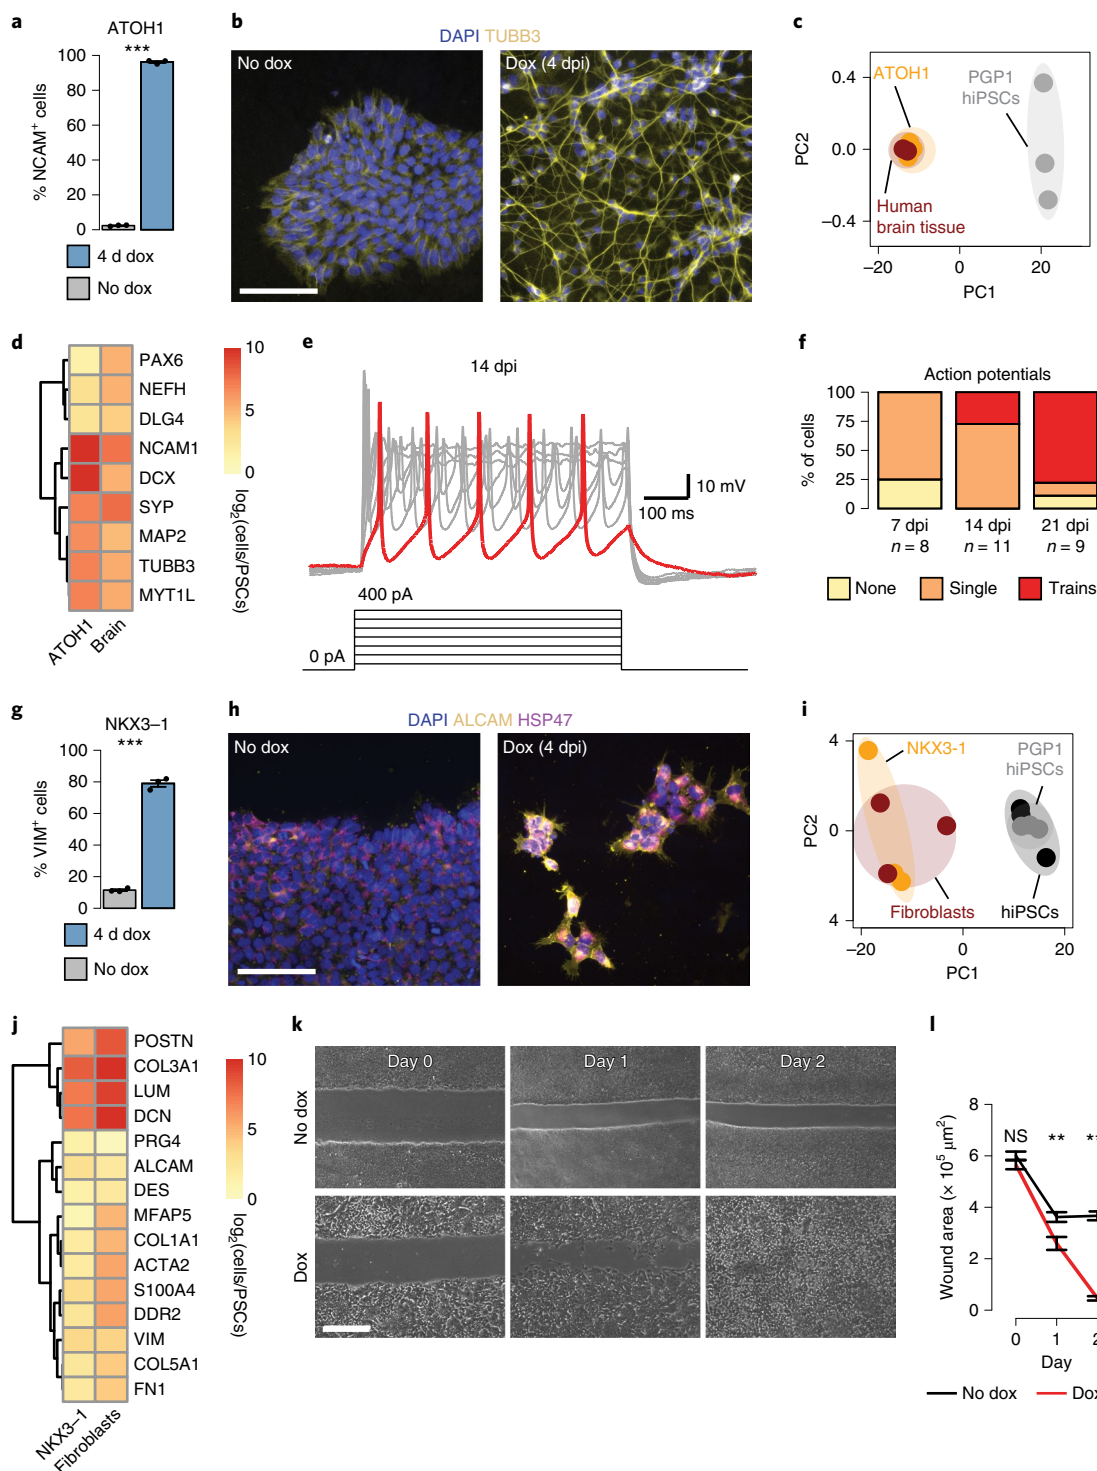 a
ATOH1
***
100
80
60
40
20
0
% NCAM⁺ cells
4 d dox
No dox
b
DAPI TUBB3
No dox
Dox (4 dpi)
c
ATOH1
PGP1
hiPSCs
Human
brain tissue
0.4
0.0
−0.4
PC2
−20
0
20
PC1
d
PAX6
NEFH
DLG4
NCAM1
DCX
SYP
MAP2
TUBB3
MYT1L
ATOH1
Brain
10
5
0
log₂(cells/PSCs)
e
14 dpi
10 mV
100 ms
400 pA
0 pA
f
Action potentials
100
75
50
25
0
% of cells
7 dpi
14 dpi
21 dpi
n = 8
n = 11
n = 9
None
Single
Trains
g
NKX3–1
***
100
80
60
40
20
0
% VIM⁺ cells
4 d dox
No dox
h
DAPI ALCAM HSP47
No dox
Dox (4 dpi)
i
NKX3-1
PGP1
hiPSCs
Fibroblasts
hiPSCs
4
0
4
PC2
−20
0
20
PC1
j
POSTN
COL3A1
LUM
DCN
PRG4
ALCAM
DES
MFAP5
COL1A1
ACTA2
S100A4
DDR2
VIM
COL5A1
FN1
NKX3–1
Fibroblasts
10
5
0
log₂(cells/PSCs)
k
Day 0
Day 1
Day 2
No dox
Dox
l
NS
**
**
8
6
4
2
0
Wound area (× 10⁵ μm²)
0
1
2
Day
No dox
Dox